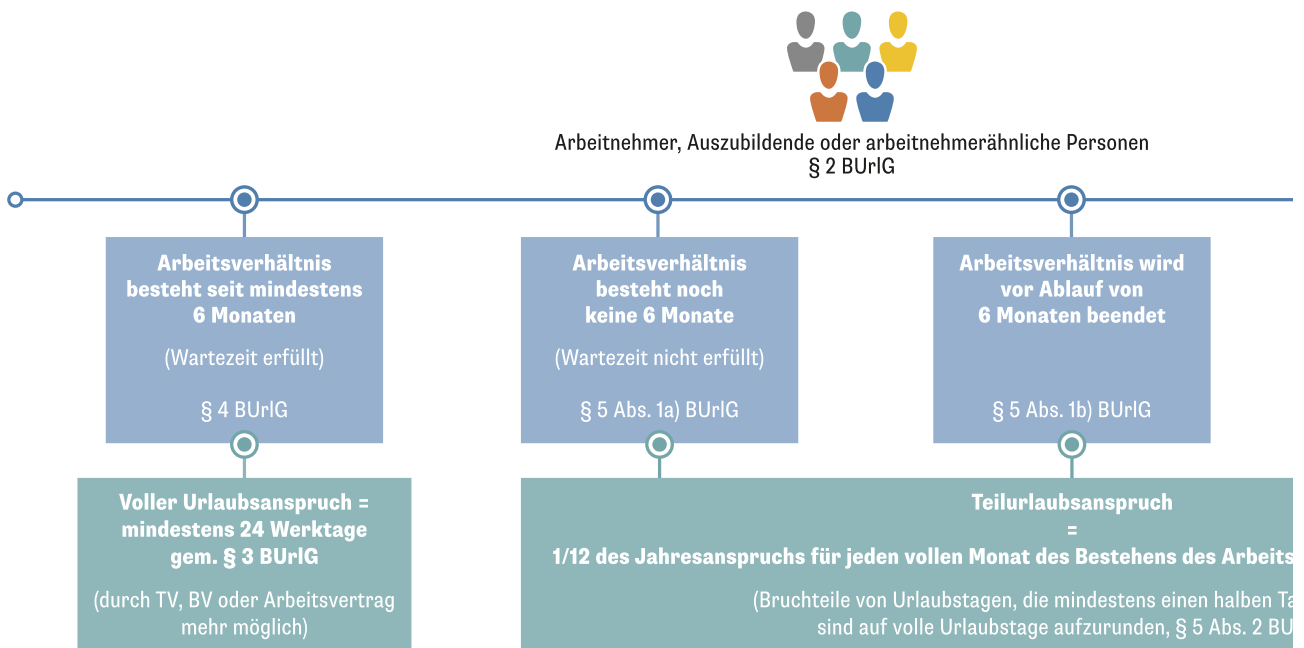 Arbeitnehmer, Auszubildende oder arbeitnehmerähnliche Personen
§ 2 BUrlG
Arbeitsverhältnis
besteht seit mindestens
6 Monaten
(Wartezeit erfüllt)
§ 4 BUrlG
Arbeitsverhältnis
besteht noch
keine 6 Monate
(Wartezeit nicht erfüllt)
§ 5 Abs. 1a) BUrlG
Arbeitsverhältnis wird
vor Ablauf von
6 Monaten beendet
§ 5 Abs. 1b) BUrlG
Voller Urlaubsanspruch =
mindestens 24 Werktage
gem. § 3 BUrlG
(durch TV, BV oder Arbeitsvertrag
mehr möglich)
Teilurlaubsanspruch
=
1/12 des Jahresanspruchs für jeden vollen Monat des Bestehens des Arbeits
(Bruchteile von Urlaubstagen, die mindestens einen halben Ta
sind auf volle Urlaubstage aufzurunden, § 5 Abs. 2 BU